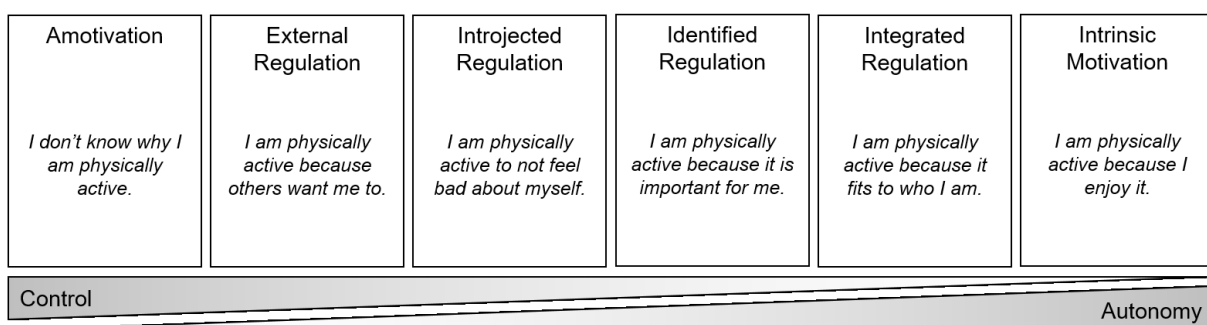 Amotivation
I don't know why I
am physically
active.
External
Regulation
I am physically
active because
others want me to.
Introjected
Regulation
I am physically
active to not feel
bad about myself.
Identified
Regulation
I am physically
active because it is
important for me.
Integrated
Regulation
I am physically
active because it
fits to who I am.
Intrinsic
Motivation
I am physically
active because I
enjoy it.
Control
Autonomy